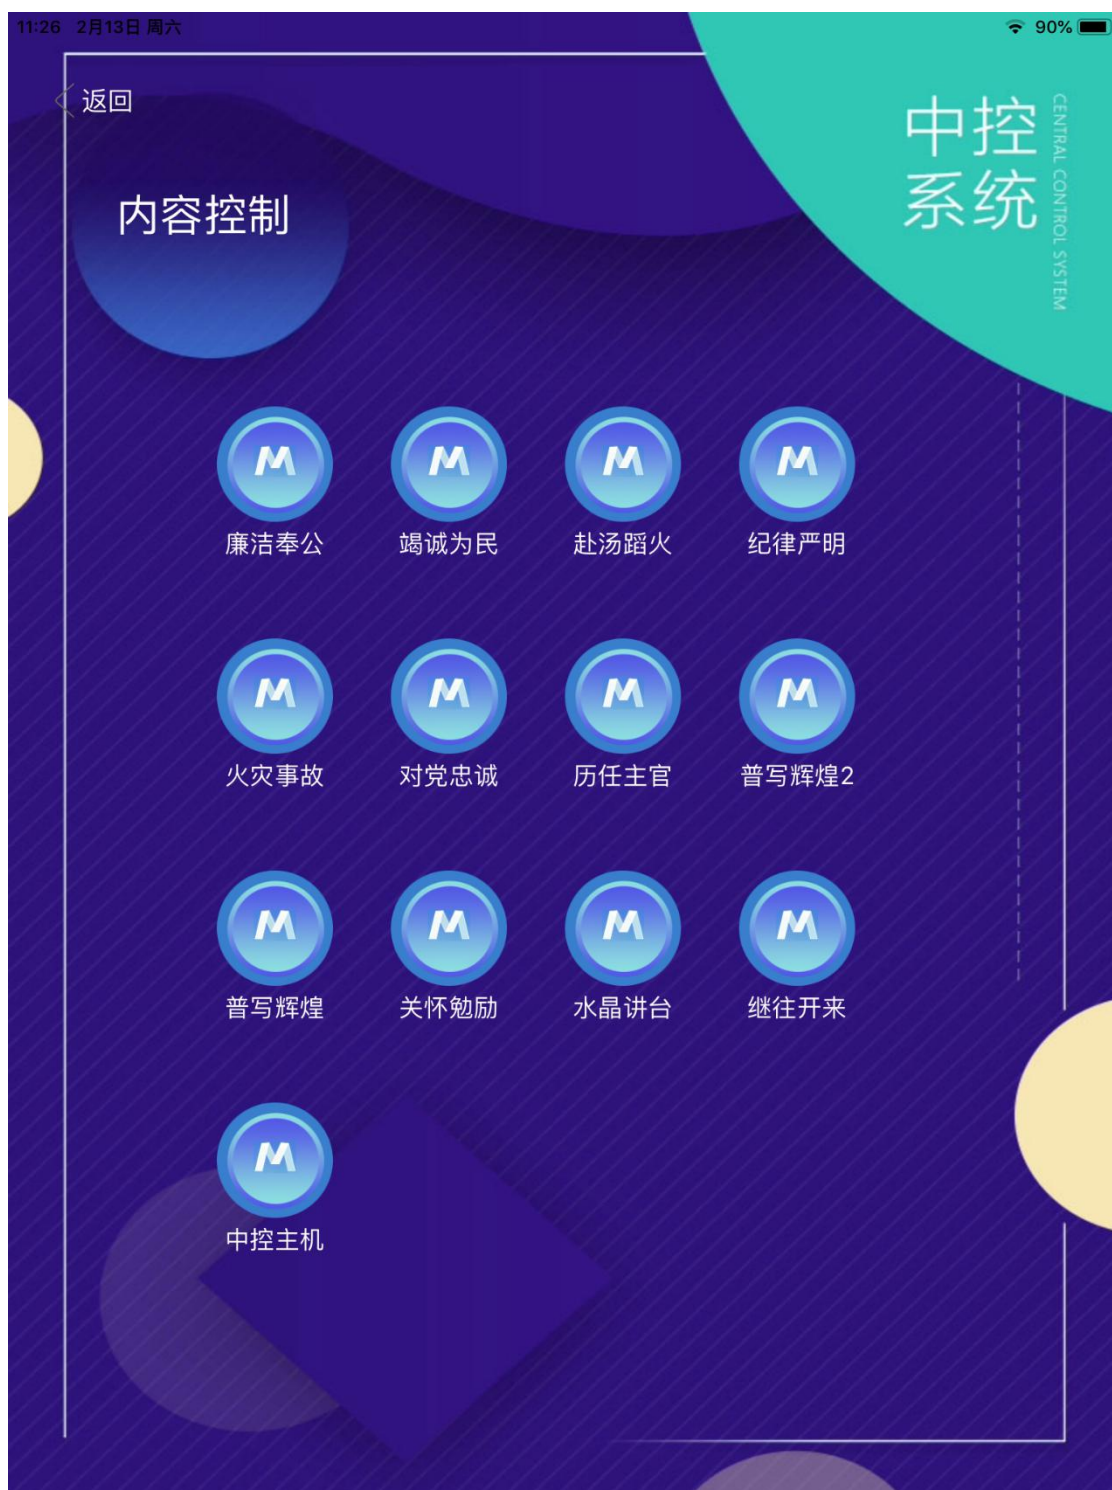 11:26 2月13日 周六 90%
返回
中控
系统
CENTRAL CONTROL SYSTEM
内容控制
廉洁奉公 竭诚为民 赴汤蹈火 纪律严明
火灾事故 对党忠诚 历任主官 普写辉煌2
普写辉煌 关怀勉励 水晶讲台 继往开来
中控主机